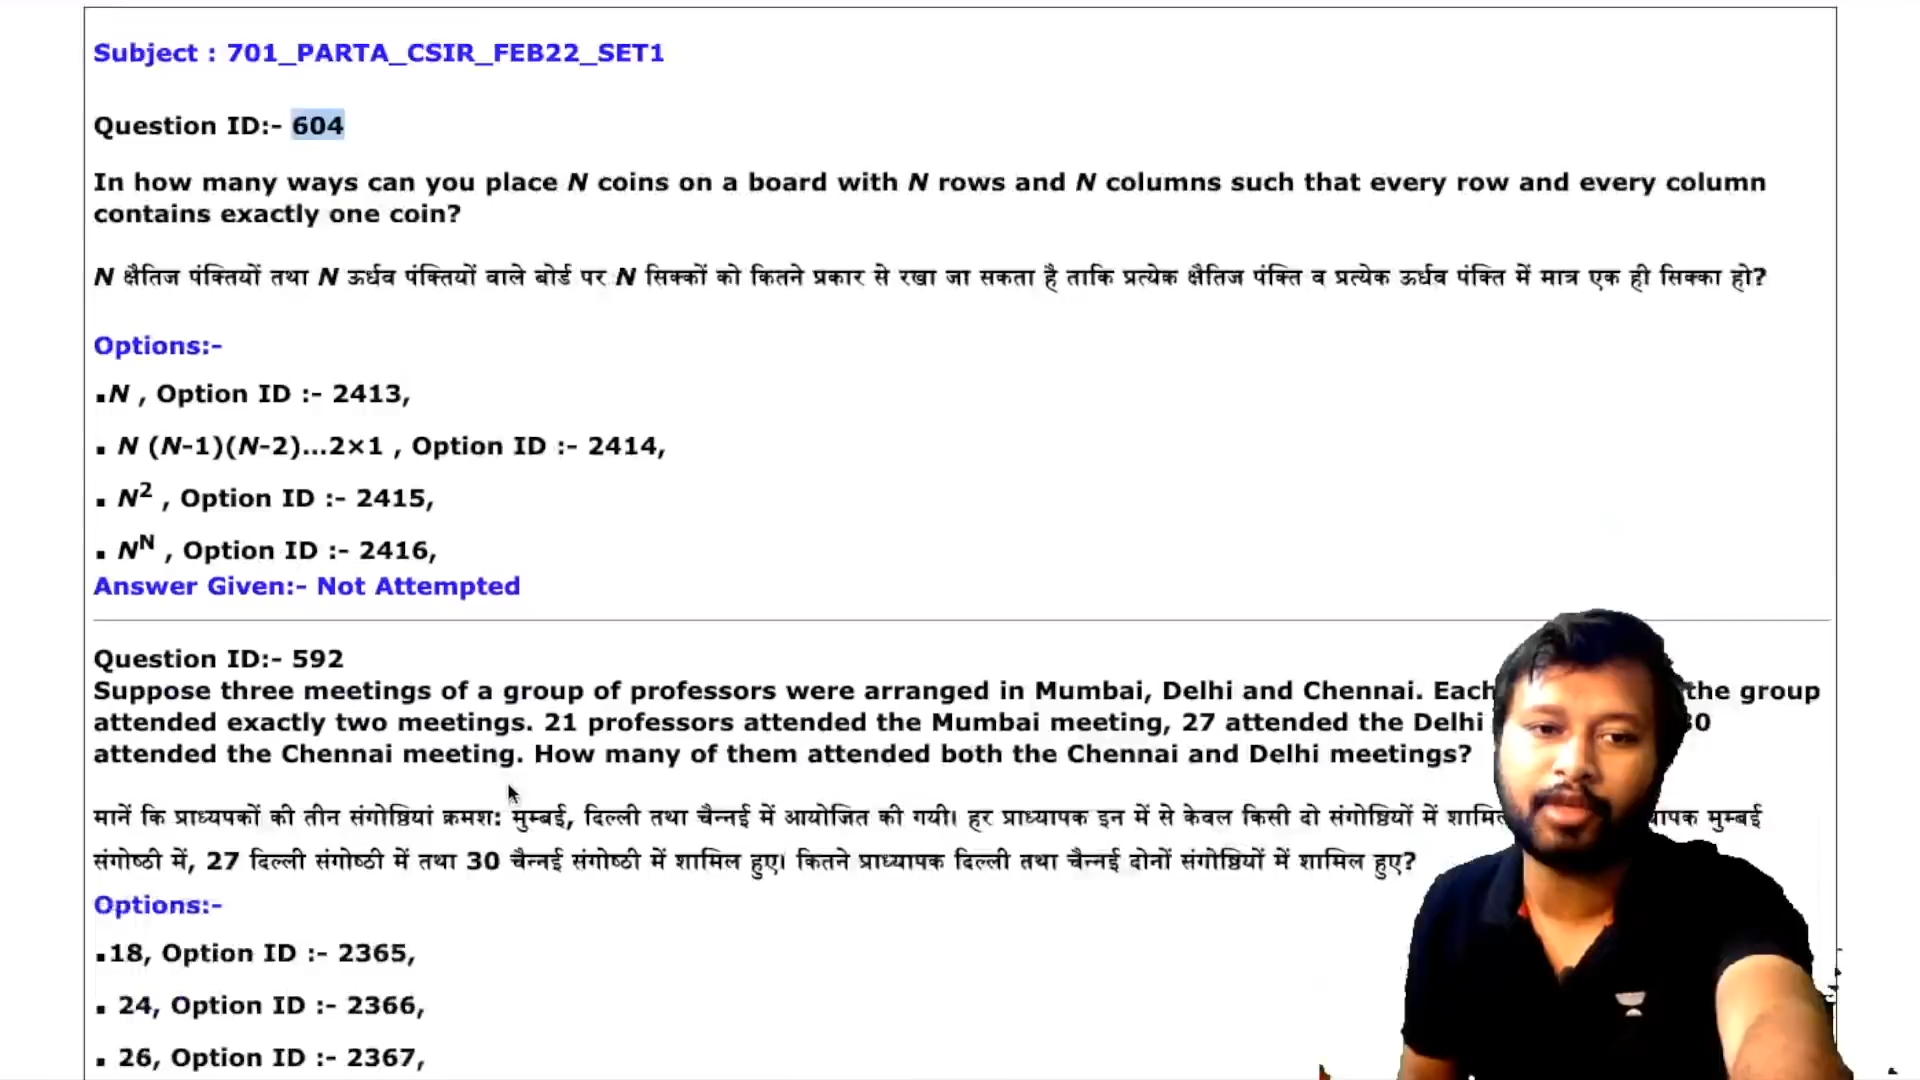 Subject : 701_PARTA_CSIR_FEB22_SET1
Question ID:- 604
In how many ways can you place N coins on a board with N rows and N columns such that every row and every column
contains exactly one coin?
N क्षैतिज पंक्तियों तथा N ऊर्धव पंक्तियों वाले बोर्ड पर N सिक्कों को कितने प्रकार से रखा जा सकता है ताकि प्रत्येक क्षैतिज पंक्ति व प्रत्येक ऊर्धव पंक्ति में मात्र एक ही सिक्का हो?
Options:-
▪N , Option ID :- 2413,
▪ N (N-1)(N-2)...2×1 , Option ID :- 2414,
▪ N² , Option ID :- 2415,
▪ Nᴺ , Option ID :- 2416,
Answer Given:- Not Attempted
Question ID:- 592
Suppose three meetings of a group of professors were arranged in Mumbai, Delhi and Chennai. Each the group
attended exactly two meetings. 21 professors attended the Mumbai meeting, 27 attended the Delhi 30
attended the Chennai meeting. How many of them attended both the Chennai and Delhi meetings?
मानें कि प्राध्यपकों की तीन संगोष्ठियां क्रमश: मुम्बई, दिल्ली तथा चैन्नई में आयोजित की गयी। हर प्राध्यापक इन में से केवल किसी दो संगोष्ठियों में मुम्बई
संगोष्ठी में, 27 दिल्ली संगोष्ठी में तथा 30 चैन्नई संगोष्ठी में शामिल हुए। कितने प्राध्यापक दिल्ली तथा चैन्नई दोनों संगोष्ठियों में शामिल हुए?
Options:-
▪18, Option ID :- 2365,
▪ 24, Option ID :- 2366,
▪ 26, Option ID :- 2367,